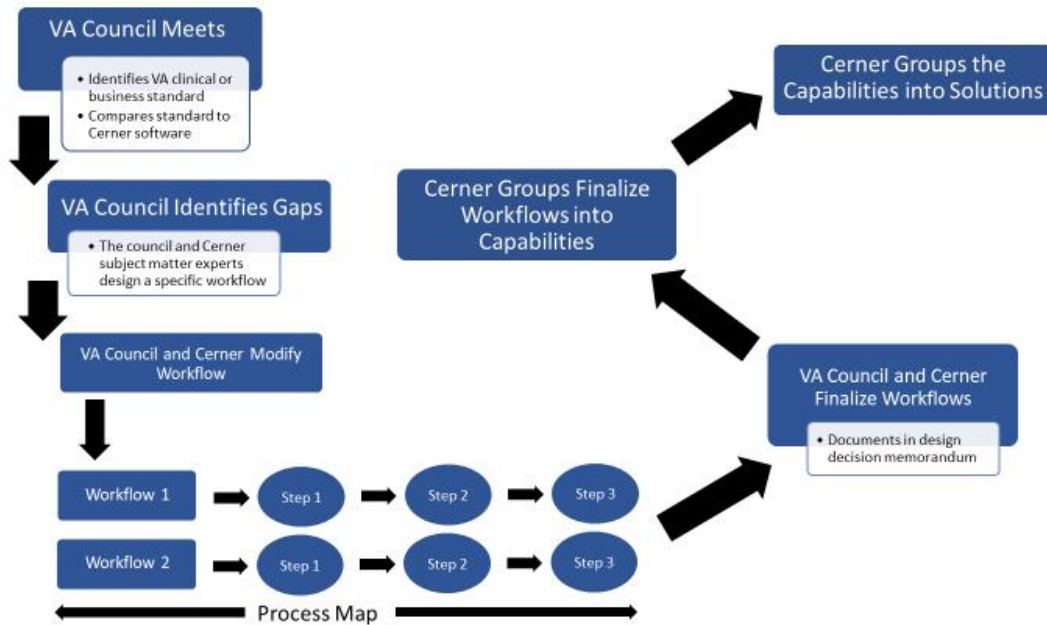 VA Council Meets
• Identifies VA clinical or
business standard
• Compares standard to
Cerner software
VA Council Identifies Gaps
• The council and Cerner
subject matter experts
design a specific workflow
VA Council and Cerner Modify
Workflow
Workflow 1
Step 1
Step 2
Step 3
Workflow 2
Step 1
Step 2
Step 3
Process Map
VA Council and Cerner
Finalize Workflows
• Documents in design
decision memorandum
Cerner Groups Finalize
Workflows into
Capabilities
Cerner Groups the
Capabilities into Solutions